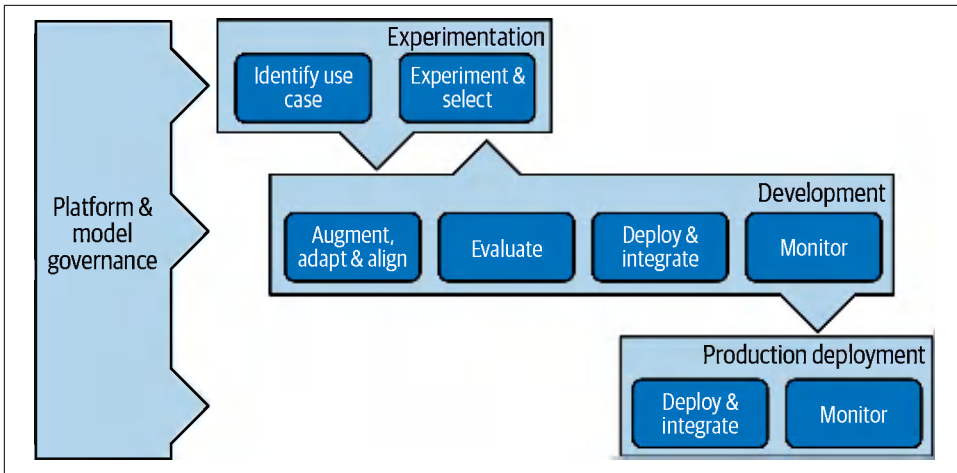 Experimentation
Identify use
case
Experiment &
select
Platform &
model
governance
Development
Augment,
adapt & align
Evaluate
Deploy &
integrate
Monitor
Production deployment
Deploy &
integrate
Monitor